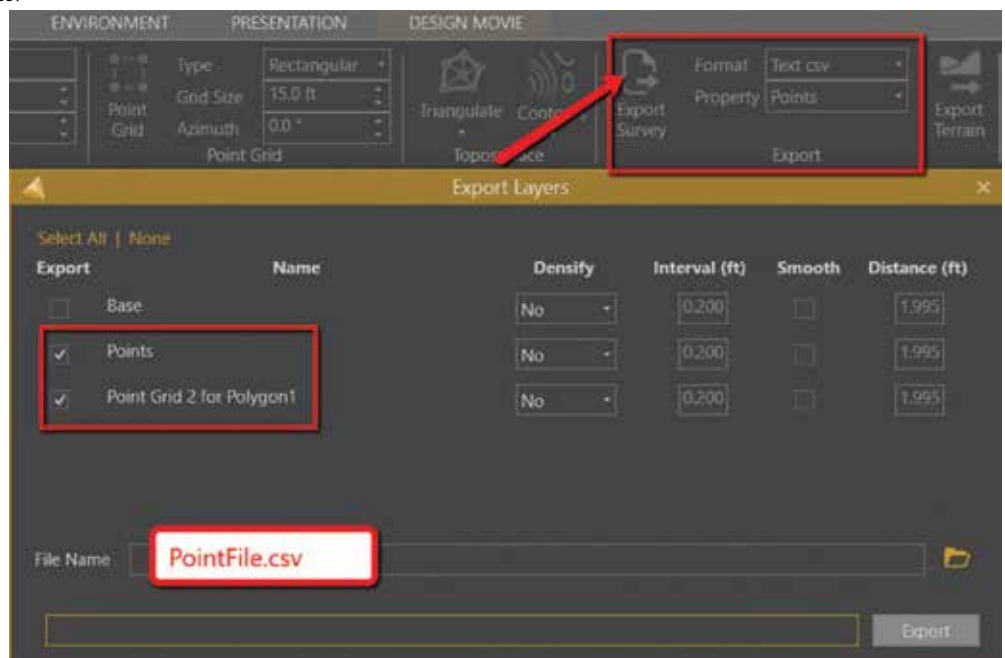 ENVIRONMENT PRESENTATION DESIGN MOVIE
Type Rectangular Format Text csv
Point Grid Size 15.0 ft Triangulate Export Property Points Export
Grid Azimuth 0.0 ° Survey Terrain
Point Grid Export
Export Layers
Select All | None
Export Name Densify Interval (ft) Smooth Distance (ft)
Base No 0.200 1.995
Points No 0.200 1.995
Point Grid 2 for Polygon1 No 0.200 1.995
File Name PointFile.csv
Export